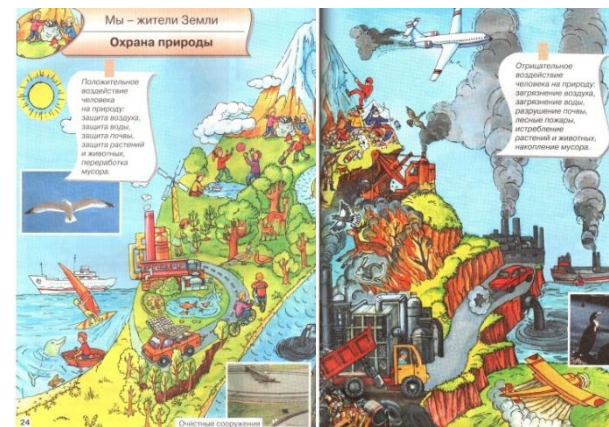 Мы – жители Земли
Охрана природы
Положительное
воздействие
человека
на природу:
защита воздуха,
защита воды,
защита почвы,
защита растений
и животных,
переработка
мусора.
24
Очистные сооружения
Отрицательное
воздействие
человека на природу:
загрязнение воздуха,
загрязнение воды,
разрушение почвы,
лесные пожары,
истребление
растений и животных,
накопление мусора.